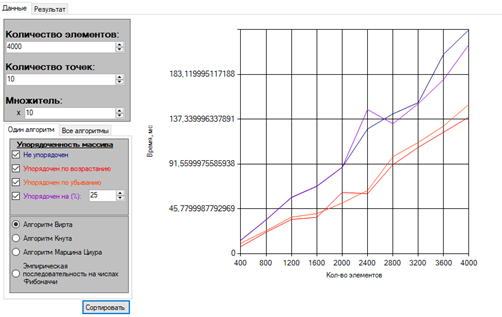 Данные Результат
Количество элементов:
4000
Количество точек:
10
Множитель:
x 10
Один алгоритм Все алгоритмы
Упорядоченность массива
Не упорядочен
Упорядочен по возрастанию
Упорядочен по убыванию
Упорядочен на (%): 25
Алгоритм Вирта
Алгоритм Кнута
Алгоритм Марцина Циура
Эмпирическая
последовательность на числах
Фибоначчи
Сортировать
Время, мс
183,119995117188
137,339996337891
91,5599975585938
45,7799987792969
0
400 800 1200 1600 2000 2400 2800 3200 3600 4000
Кол-во элементов